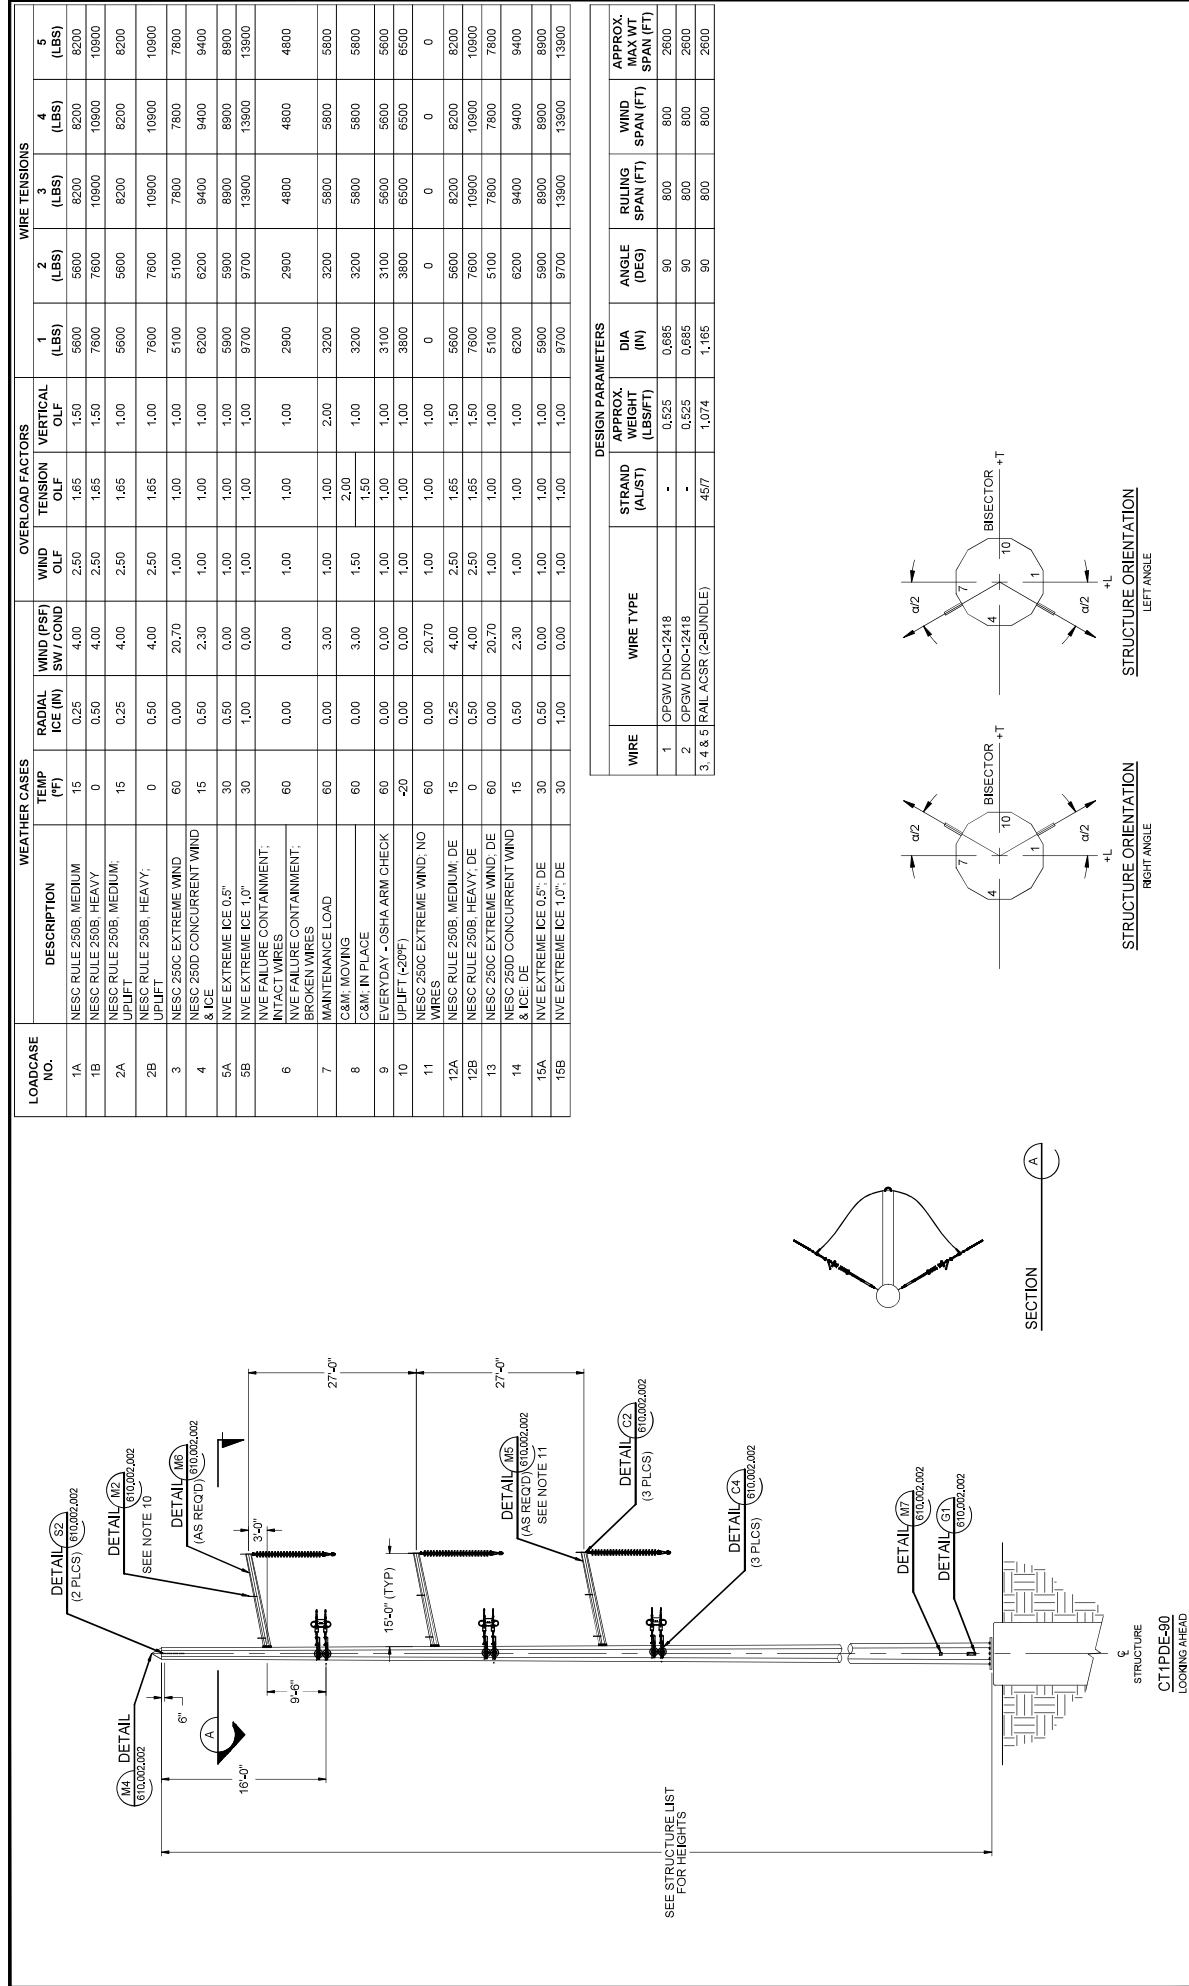 WEATHER CASES OVERLOAD FACTORS WIRE TENSIONS
LOADCASE NO. DESCRIPTION TEMP (ºF) RADIAL ICE (IN) WIND (PSF) SW / COND WIND OLF TENSION OLF VERTICAL OLF 1 (LBS) 2 (LBS) 3 (LBS) 4 (LBS) 5 (LBS)
1A NESC RULE 250B, MEDIUM 15 0.25 4.00 2.50 1.65 1.50 5600 5600 8200 8200 8200
1B NESC RULE 250B, HEAVY 0 0.50 4.00 2.50 1.65 1.50 7600 7600 10900 10900 10900
2A NESC RULE 250B, MEDIUM; UPLIFT 15 0.25 4.00 2.50 1.65 1.00 5600 5600 8200 8200 8200
2B NESC RULE 250B, HEAVY; UPLIFT 0 0.50 4.00 2.50 1.65 1.00 7600 7600 10900 10900 10900
3 NESC 250C EXTREME WIND 60 0.00 20.70 1.00 1.00 1.00 5100 5100 7800 7800 7800
4 NESC 250D CONCURRENT WIND & ICE 15 0.50 2.30 1.00 1.00 1.00 6200 6200 9400 9400 9400
5A NVE EXTREME ICE 0.5" 30 0.50 0.00 1.00 1.00 1.00 5900 5900 8900 8900 8900
5B NVE EXTREME ICE 1.0" 30 1.00 0.00 1.00 1.00 1.00 9700 9700 13900 13900 13900
6 NVE FAILURE CONTAINMENT; INTACT WIRES 60 0.00 0.00 1.00 1.00 1.00 2900 2900 4800 4800 4800
NVE FAILURE CONTAINMENT; BROKEN WIRES
7 MAINTENANCE LOAD 60 0.00 3.00 1.00 1.00 2.00 3200 3200 5800 5800 5800
8 C&M; MOVING 60 0.00 3.00 1.50 2.00 1.00 3200 3200 5800 5800 5800
C&M; IN PLACE 1.50
9 EVERYDAY - OSHA ARM CHECK 60 0.00 0.00 1.00 1.00 1.00 3100 3100 5600 5600 5600
10 UPLIFT (-20ºF) -20 0.00 0.00 1.00 1.00 1.00 3800 3800 6500 6500 6500
11 NESC 250C EXTREME WIND; NO WIRES 60 0.00 20.70 1.00 1.00 1.00 0 0 0 0 0
12A NESC RULE 250B, MEDIUM; DE 15 0.25 4.00 2.50 1.65 1.50 5600 5600 8200 8200 8200
12B NESC RULE 250B, HEAVY; DE 0 0.50 4.00 2.50 1.65 1.50 7600 7600 10900 10900 10900
13 NESC 250C EXTREME WIND; DE 60 0.00 20.70 1.00 1.00 1.00 5100 5100 7800 7800 7800
14 NESC 250D CONCURRENT WIND & ICE; DE 15 0.50 2.30 1.00 1.00 1.00 6200 6200 9400 9400 9400
15A NVE EXTREME ICE 0.5"; DE 30 0.50 0.00 1.00 1.00 1.00 5900 5900 8900 8900 8900
15B NVE EXTREME ICE 1.0"; DE 30 1.00 0.00 1.00 1.00 1.00 9700 9700 13900 13900 13900
DESIGN PARAMETERS
WIRE WIRE TYPE STRAND (AL/ST) APPROX. WEIGHT (LBS/FT) DIA (IN) ANGLE (DEG) RULING SPAN (FT) WIND SPAN (FT) APPROX. MAX WT SPAN (FT)
1 OPGW DNO-12418 - 0.525 0.685 90 800 800 2600
2 OPGW DNO-12418 - 0.525 0.685 90 800 800 2600
3, 4 & 5 RAIL ACSR (2-BUNDLE) 45/7 1.074 1.165 90 800 800 2600
α/2
BISECTOR
+T
7
10
4
1
α/2
+L
STRUCTURE ORIENTATION
RIGHT ANGLE
α/2
BISECTOR
+T
7
10
4
1
α/2
+L
STRUCTURE ORIENTATION
LEFT ANGLE
M4 DETAIL
610.002.002
DETAIL S2
610.002.002
(2 PLCS)
DETAIL M2
610.002.002
SEE NOTE 10
DETAIL M6
610.002.002
(AS REQ'D)
6"
A
3'-0"
16'-0"
9'-6"
27'-0"
15'-0" (TYP)
27'-0"
DETAIL M5
610.002.002
(AS REQ'D)
SEE NOTE 11
DETAIL C2
610.002.002
(3 PLCS)
DETAIL C4
610.002.002
(3 PLCS)
SEE STRUCTURE LIST
FOR HEIGHTS
DETAIL M7
610.002.002
DETAIL G1
610.002.002
℄
STRUCTURE
CT1PDE-90
LOOKING AHEAD
SECTION A